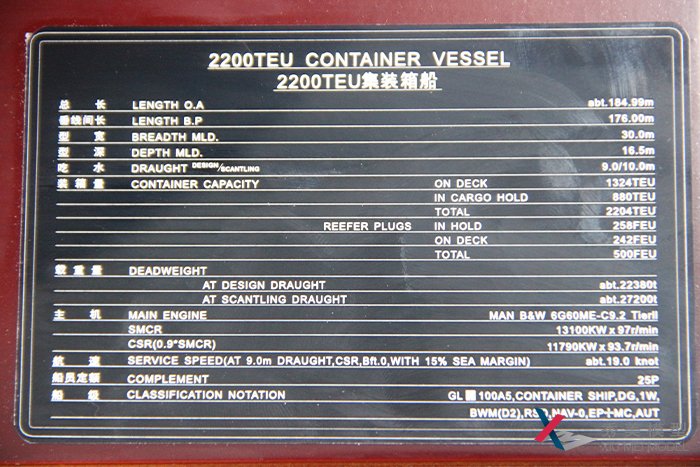 2200TEU CONTAINER VESSEL
2200TEU集装箱船
总 长 LENGTH O.A abt.184.99m
垂线间长 LENGTH B.P 176.00m
型 宽 BREADTH MLD. 30.0m
型 深 DEPTH MLD. 16.5m
吃 水 DRAUGHT DESIGN/SCANTLING 9.0/10.0m
装 箱 量 CONTAINER CAPACITY ON DECK 1324TEU
IN CARGO HOLD 880TEU
TOTAL 2204TEU
REEFER PLUGS IN HOLD 258FEU
ON DECK 242FEU
TOTAL 500FEU
载 重 量 DEADWEIGHT
AT DESIGN DRAUGHT abt.22380t
AT SCANTLING DRAUGHT abt.27200t
主 机 MAIN ENGINE MAN B&W 6G60ME-C9.2 TierII
SMCR 13100KW x 97r/min
CSR(0.9*SMCR) 11790KW x 93.7r/min
航 速 SERVICE SPEED(AT 9.0m DRAUGHT,CSR,Bft.0,WITH 15% SEA MARGIN) abt.19.0 knot
船员定额 COMPLEMENT 25P
船 级 CLASSIFICATION NOTATION GL 100A5,CONTAINER SHIP,DG,1W,
BWM(D2),RSD,NAV-0,EP+MC,AUT